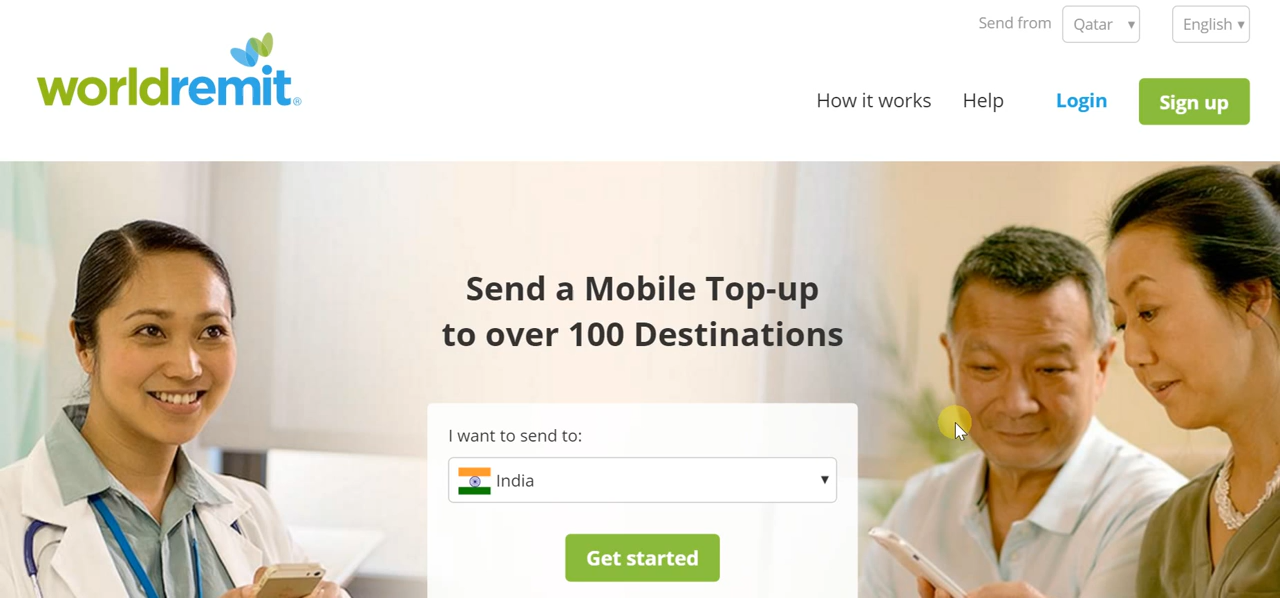 Send from Qatar English
worldremit®
How it works Help Login Sign up
Send a Mobile Top-up
to over 100 Destinations
I want to send to:
India
Get started